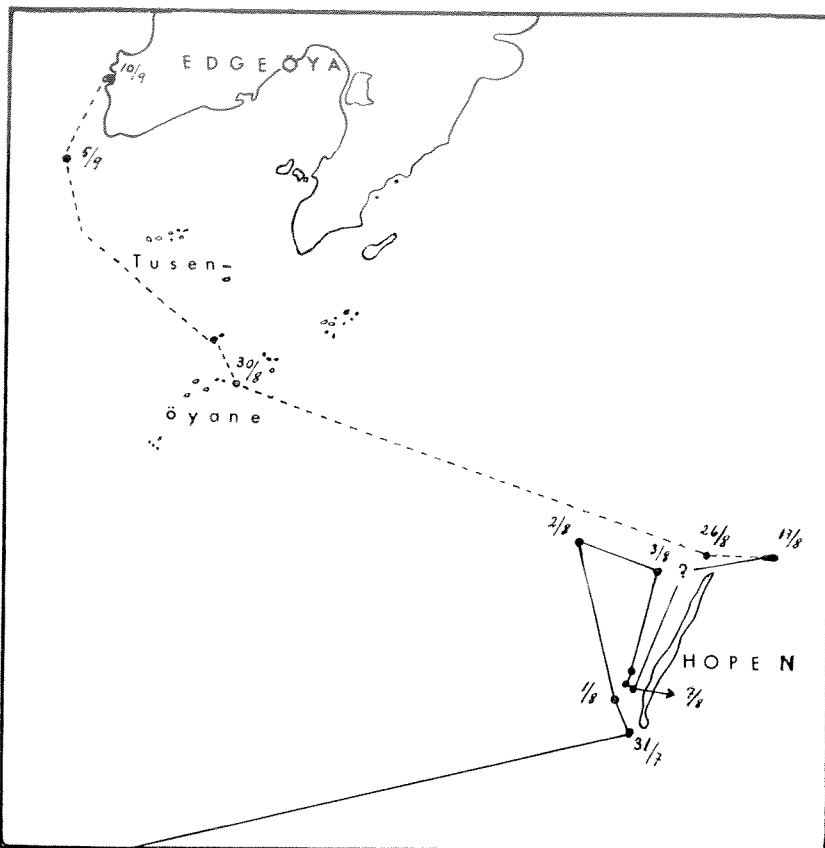 10/9
EDGEÖYA
5/9
Tusen-
30/8
öyane
2/8
3/8
26/8
17/8
?
HOPEN
1/8
7/8
31/7